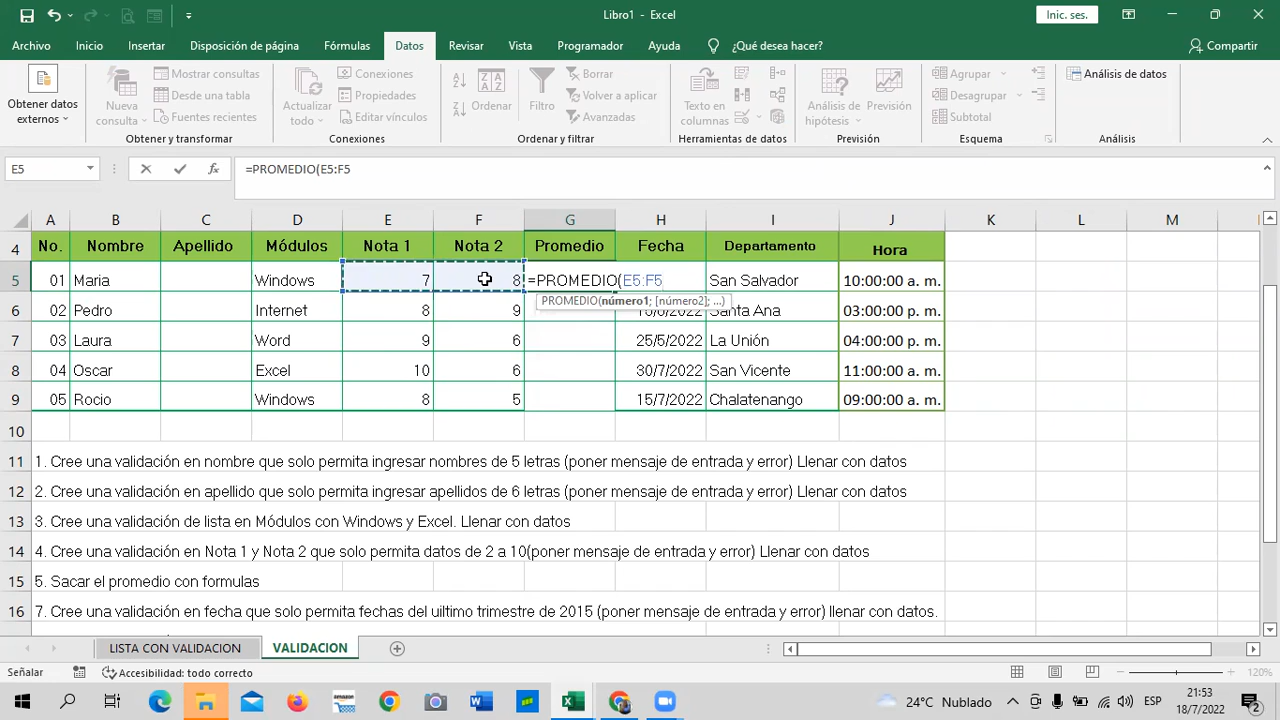 Libro1 - Excel
Inic. ses.
Archivo Inicio Insertar Disposición de página Fórmulas Datos Revisar Vista Programador Ayuda ¿Qué desea hacer? Compartir
Obtener datos externos
Nueva consulta
Mostrar consultas
Desde una tabla
Fuentes recientes
Obtener y transformar
Actualizar todo
Conexiones
Propiedades
Editar vínculos
Conexiones
Ordenar
Filtro
Borrar
Volver a aplicar
Avanzadas
Ordenar y filtrar
Texto en columnas
Herramientas de datos
Análisis de hipótesis
Previsión
Previsión
Agrupar
Desagrupar
Subtotal
Esquema
Análisis de datos
Análisis
E5 fx =PROMEDIO(E5:F5
A B C D E F G H I J K L M
4 No. Nombre Apellido Módulos Nota 1 Nota 2 Promedio Fecha Departamento Hora
5 01 Maria Windows 7 8 =PROMEDIO(E5:F5 San Salvador 10:00:00 a. m.
PROMEDIO(número1; [número2]; ...)
6 02 Pedro Internet 8 9 Santa Ana 03:00:00 p. m.
7 03 Laura Word 9 6 25/5/2022 La Unión 04:00:00 p. m.
8 04 Oscar Excel 10 6 30/7/2022 San Vicente 11:00:00 a. m.
9 05 Rocio Windows 8 5 15/7/2022 Chalatenango 09:00:00 a. m.
10
11 1. Cree una validación en nombre que solo permita ingresar nombres de 5 letras (poner mensaje de entrada y error) Llenar con datos
12 2. Cree una validación en apellido que solo permita ingresar apellidos de 6 letras (poner mensaje de entrada y error) Llenar con datos
13 3. Cree una validación de lista en Módulos con Windows y Excel. Llenar con datos
14 4. Cree una validación en Nota 1 y Nota 2 que solo permita datos de 2 a 10(poner mensaje de entrada y error) Llenar con datos
15 5. Sacar el promedio con formulas
16 7. Cree una validación en fecha que solo permita fechas del uiltimo trimestre de 2015 (poner mensaje de entrada y error) llenar con datos.
LISTA CON VALIDACION VALIDACION
Señalar Accesibilidad: todo correcto 120%
24°C Nublado ESP 21:53
18/7/2022 2